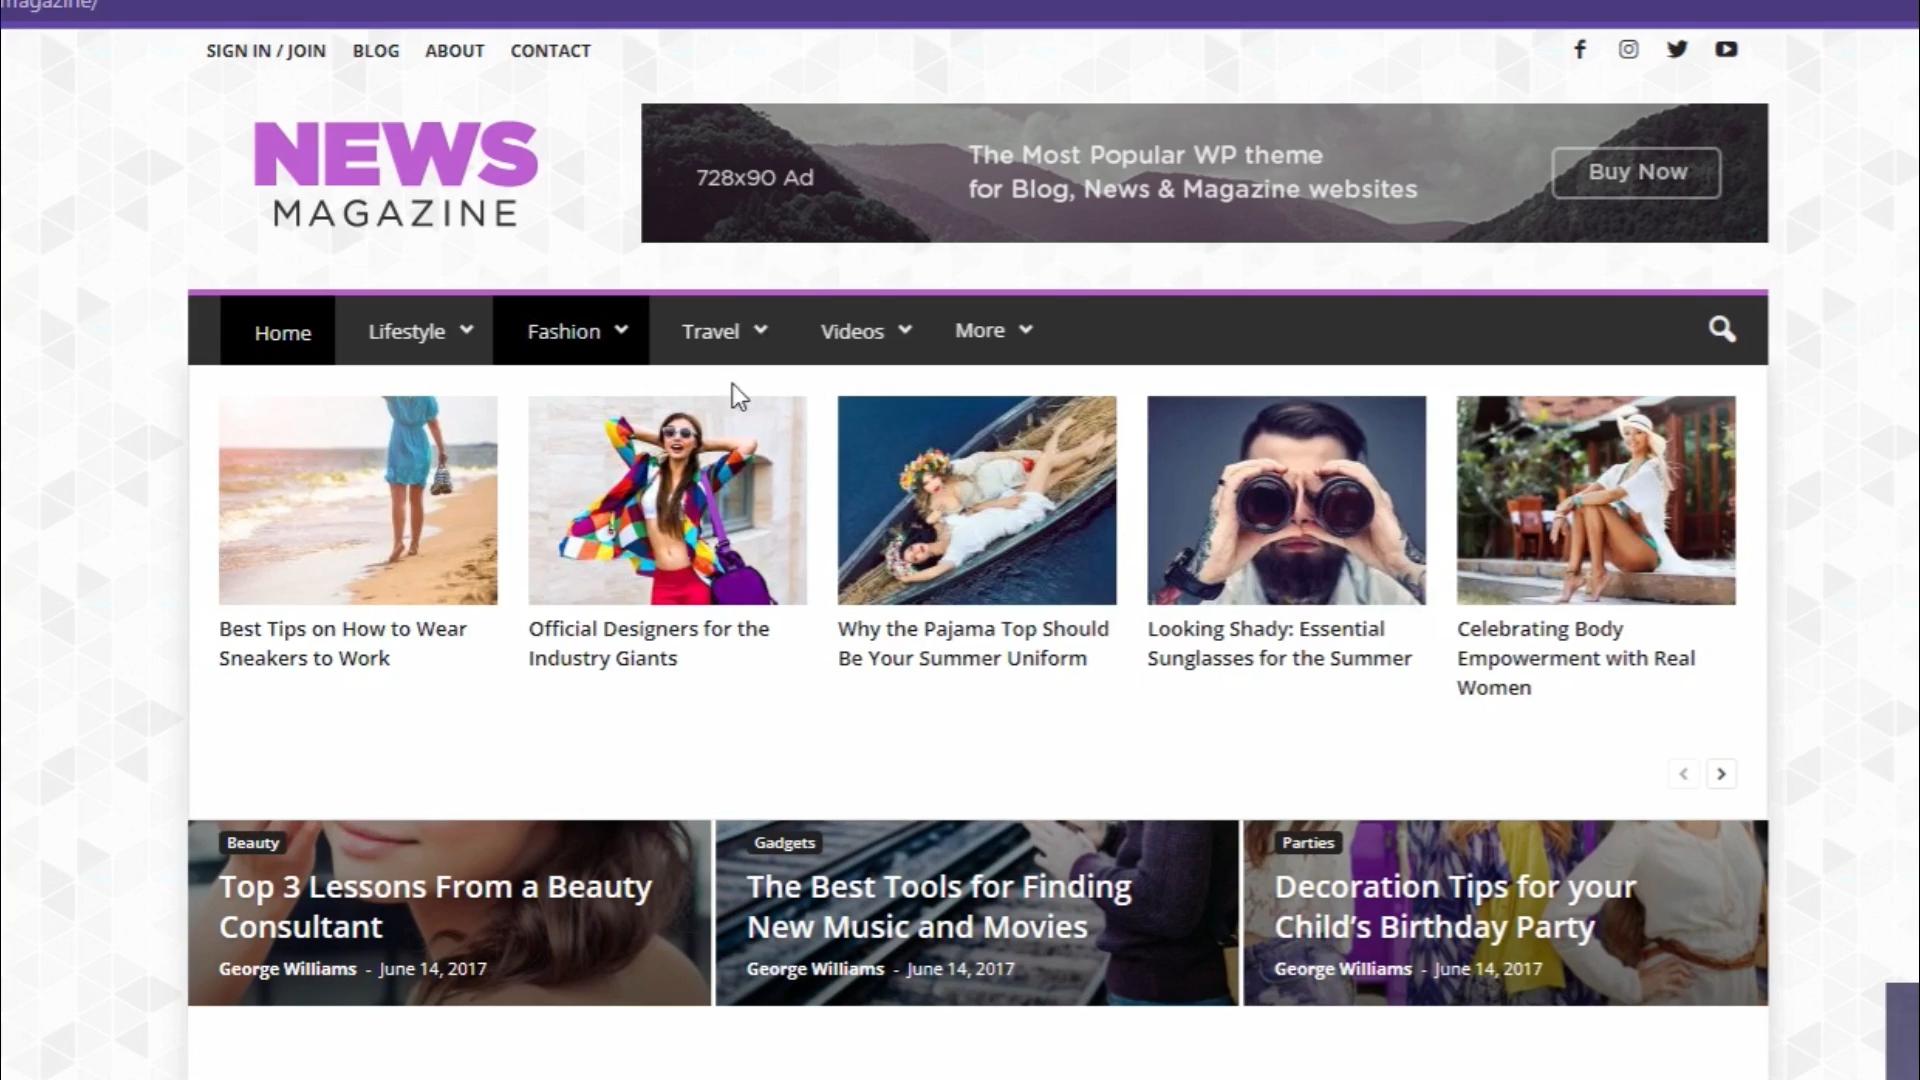 magazine/
SIGN IN / JOIN BLOG ABOUT CONTACT
NEWS
MAGAZINE
728x90 Ad
The Most Popular WP theme
for Blog, News & Magazine websites
Buy Now
Home Lifestyle Fashion Travel Videos More
Best Tips on How to Wear
Sneakers to Work
Official Designers for the
Industry Giants
Why the Pajama Top Should
Be Your Summer Uniform
Looking Shady: Essential
Sunglasses for the Summer
Celebrating Body
Empowerment with Real
Women
Beauty
Top 3 Lessons From a Beauty
Consultant
George Williams - June 14, 2017
Gadgets
The Best Tools for Finding
New Music and Movies
George Williams - June 14, 2017
Parties
Decoration Tips for your
Child’s Birthday Party
George Williams - June 14, 2017